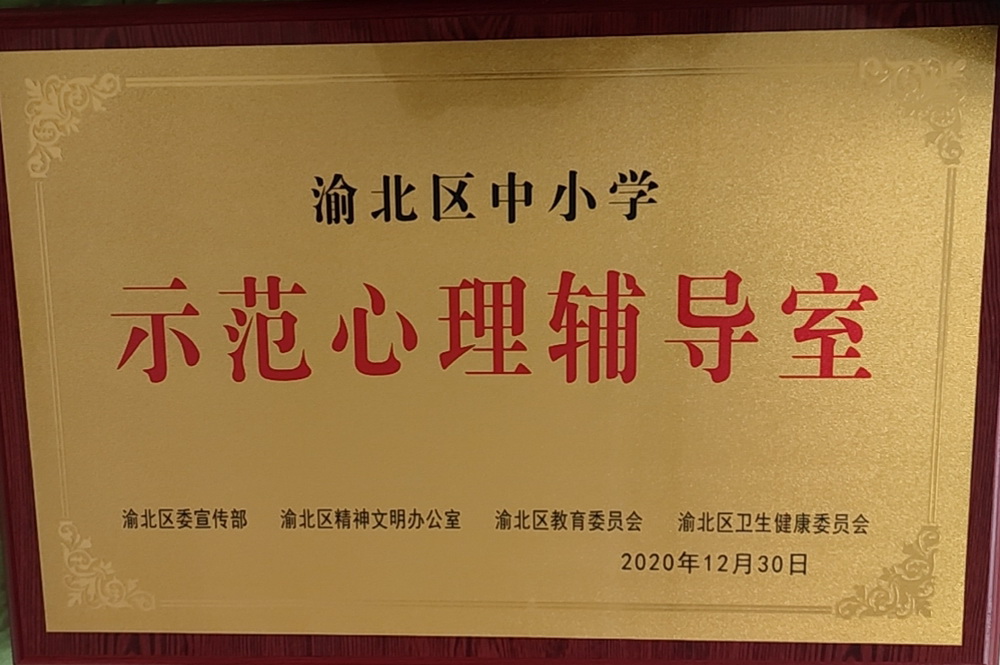 渝北区中小学
示范心理辅导室
渝北区委宣传部 渝北区精神文明办公室 渝北区教育委员会 渝北区卫生健康委员会
2020年12月30日